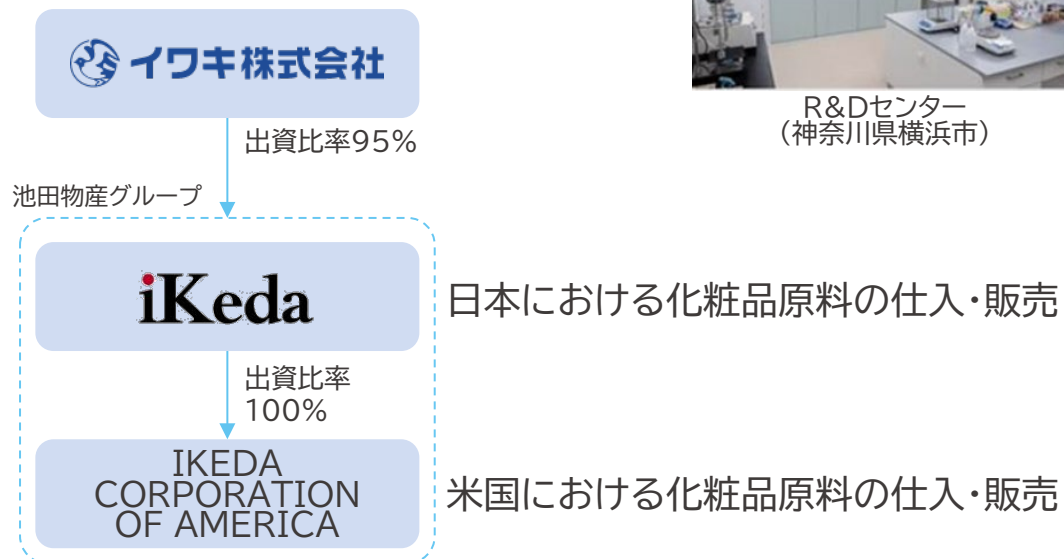 イワキ株式会社
R&Dセンター
（神奈川県横浜市）
出資比率95%
池田物産グループ
iKeda
日本における化粧品原料の仕入・販売
出資比率
100%
IKEDA
CORPORATION
OF AMERICA
米国における化粧品原料の仕入・販売